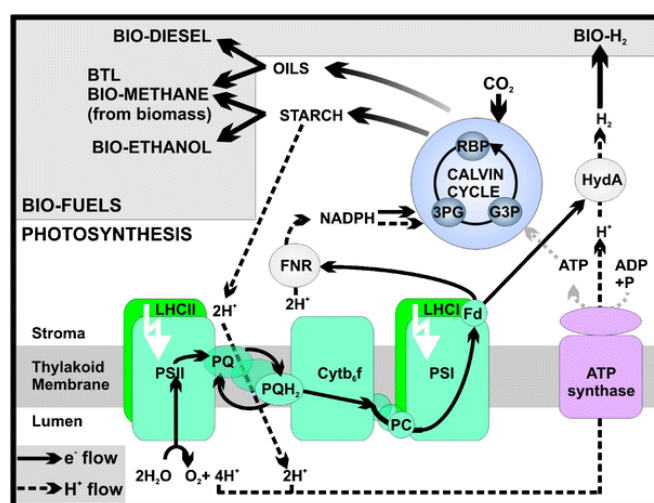 BIO-DIESEL
BIO-H₂
BTL
OILS
BIO-METHANE
(from biomass)
STARCH
CO₂
H₂
BIO-ETHANOL
RBP
CALVIN
CYCLE
HydA
3PG
G3P
BIO-FUELS
NADPH
H⁺
PHOTOSYNTHESIS
FNR
ATP
ADP
+P
LHCII
2H⁺
2H⁺
LHCI
Fd
Stroma
Thylakoid
Membrane
PSII
PQ
PQH₂
Cytb₆f
PSI
ATP
synthase
Lumen
PC
e⁻ flow
H⁺ flow
2H₂O
O₂+ 4H⁺
2H⁺